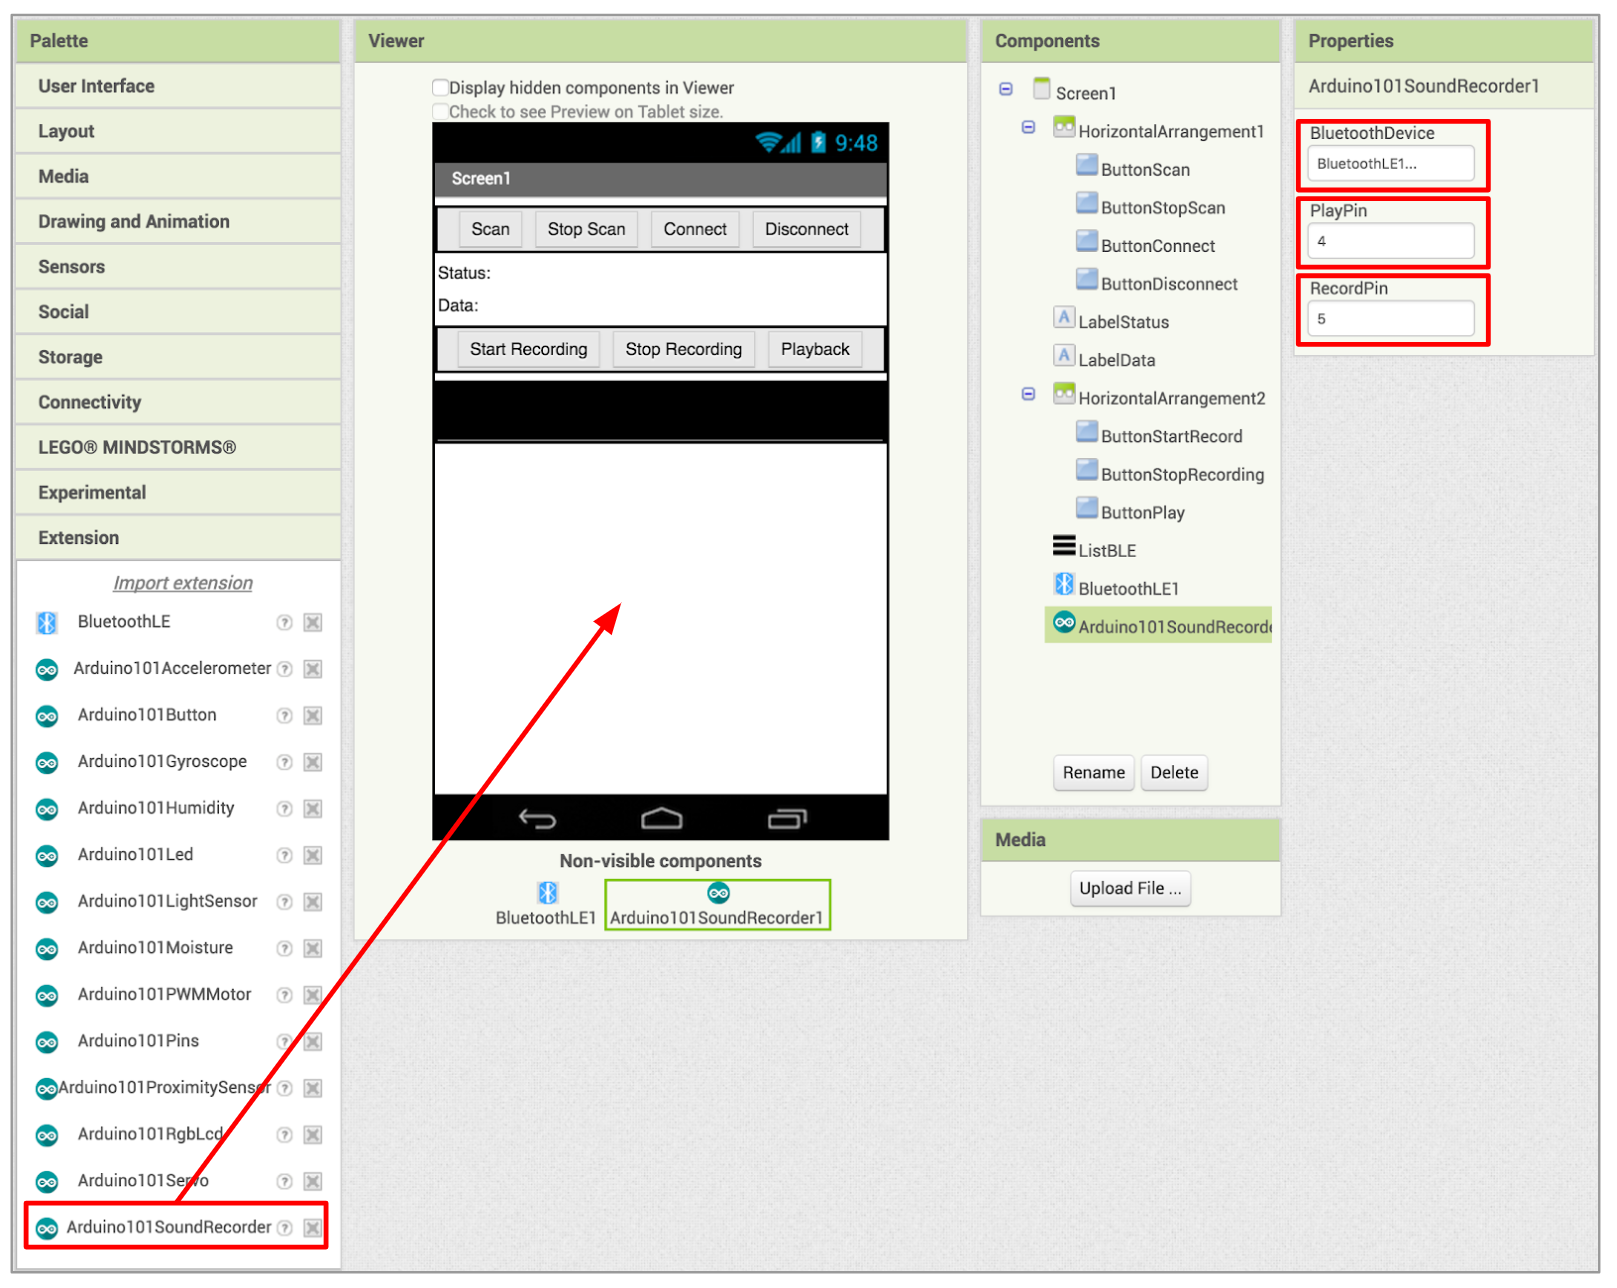 Palette
User Interface
Layout
Media
Drawing and Animation
Sensors
Social
Storage
Connectivity
LEGO® MINDSTORMS®
Experimental
Extension
Import extension
BluetoothLE ?
Arduino101Accelerometer ?
Arduino101Button ?
Arduino101Gyroscope ?
Arduino101Humidity ?
Arduino101Led ?
Arduino101LightSensor ?
Arduino101Moisture ?
Arduino101PWMMotor ?
Arduino101Pins ?
Arduino101ProximitySensor ?
Arduino101RgbLcd ?
Arduino101Servo ?
Arduino101SoundRecorder ?
Viewer
Display hidden components in Viewer
Check to see Preview on Tablet size.
9:48
Screen1
Scan Stop Scan Connect Disconnect
Status:
Data:
Start Recording Stop Recording Playback
Non-visible components
BluetoothLE1 Arduino101SoundRecorder1
Components
Screen1
HorizontalArrangement1
ButtonScan
ButtonStopScan
ButtonConnect
ButtonDisconnect
A LabelStatus
A LabelData
HorizontalArrangement2
ButtonStartRecord
ButtonStopRecording
ButtonPlay
ListBLE
BluetoothLE1
Arduino101SoundRecorde
Rename Delete
Media
Upload File ...
Properties
Arduino101SoundRecorder1
BluetoothDevice
BluetoothLE1...
PlayPin
4
RecordPin
5